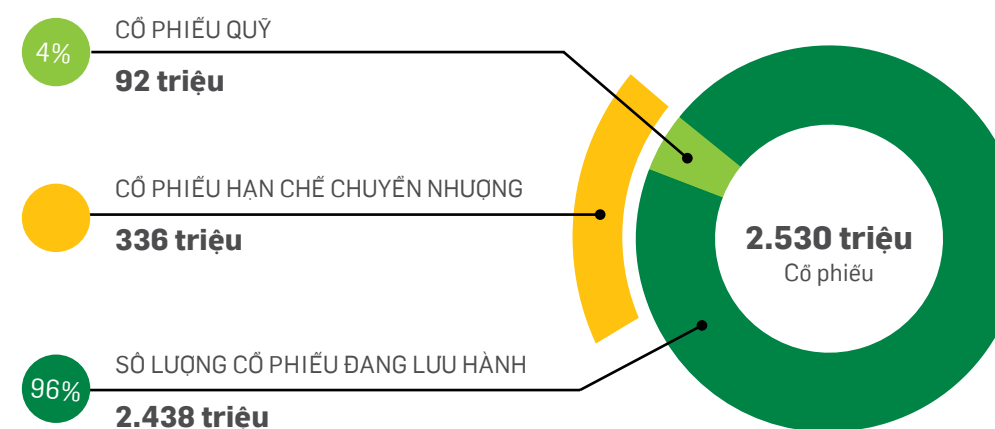 4%
CỔ PHIẾU QUỸ
92 triệu
CỔ PHIẾU HẠN CHẾ CHUYỂN NHƯỢNG
336 triệu
2.530 triệu
Cổ phiếu
96%
SỐ LƯỢNG CỔ PHIẾU ĐANG LƯU HÀNH
2.438 triệu